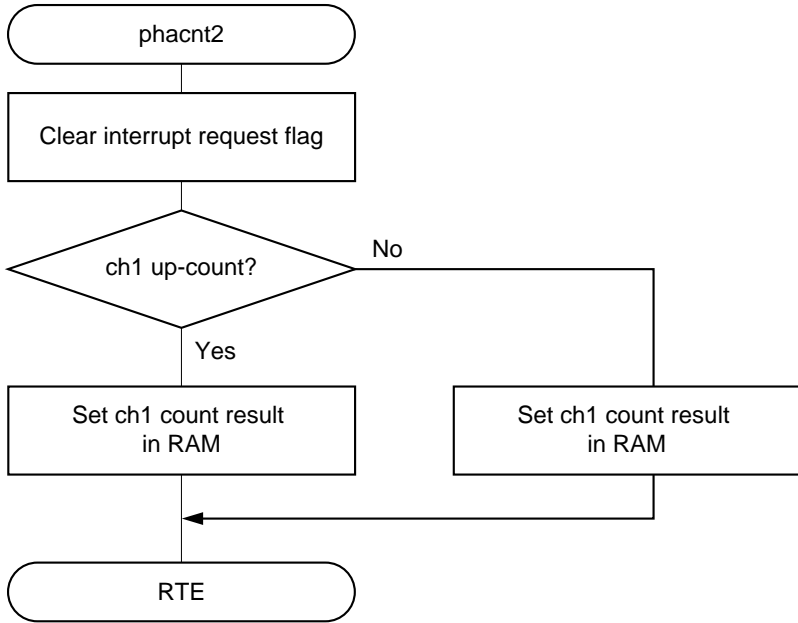 phacnt2
Clear interrupt request flag
ch1 up-count?
No
Yes
Set ch1 count result
in RAM
Set ch1 count result
in RAM
RTE